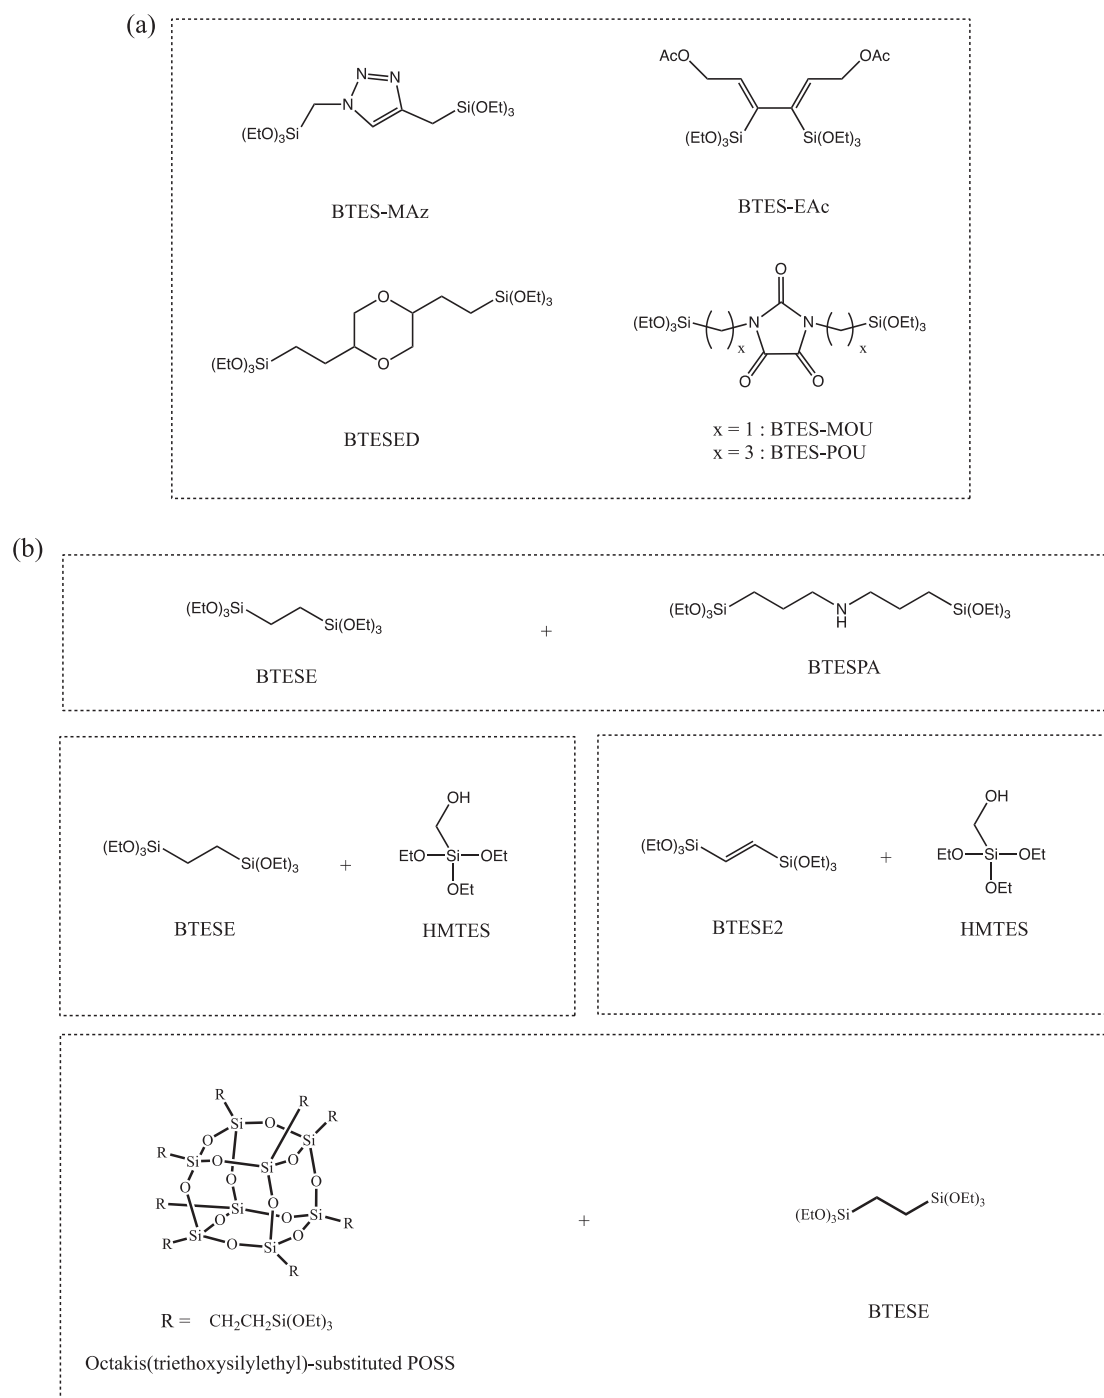 (a)
N N
N
(EtO)₃Si
Si(OEt)₃
BTES-MAz
AcO
OAc
(EtO)₃Si
Si(OEt)₃
BTES-EAc
O
Si(OEt)₃
(EtO)₃Si
O
BTESED
O
(EtO)₃Si
N
N
Si(OEt)₃
x
x
O
O
x = 1 : BTES-MOU
x = 3 : BTES-POU
(b)
(EtO)₃Si
Si(OEt)₃
BTESE
+
(EtO)₃Si
N
H
Si(OEt)₃
BTESPA
(EtO)₃Si
Si(OEt)₃
BTESE
+
OH
EtO Si OEt
OEt
HMTES
(EtO)₃Si
Si(OEt)₃
BTESE2
+
OH
EtO Si OEt
OEt
HMTES
R
R
R
Si
O
O
Si
R
Si
O
Si
O
O
O
O
O
R
Si
O
Si
R
O
O
R
Si
O
Si
R
R = CH₂CH₂Si(OEt)₃
Octakis(triethoxysilylethyl)-substituted POSS
+
(EtO)₃Si
Si(OEt)₃
BTESE